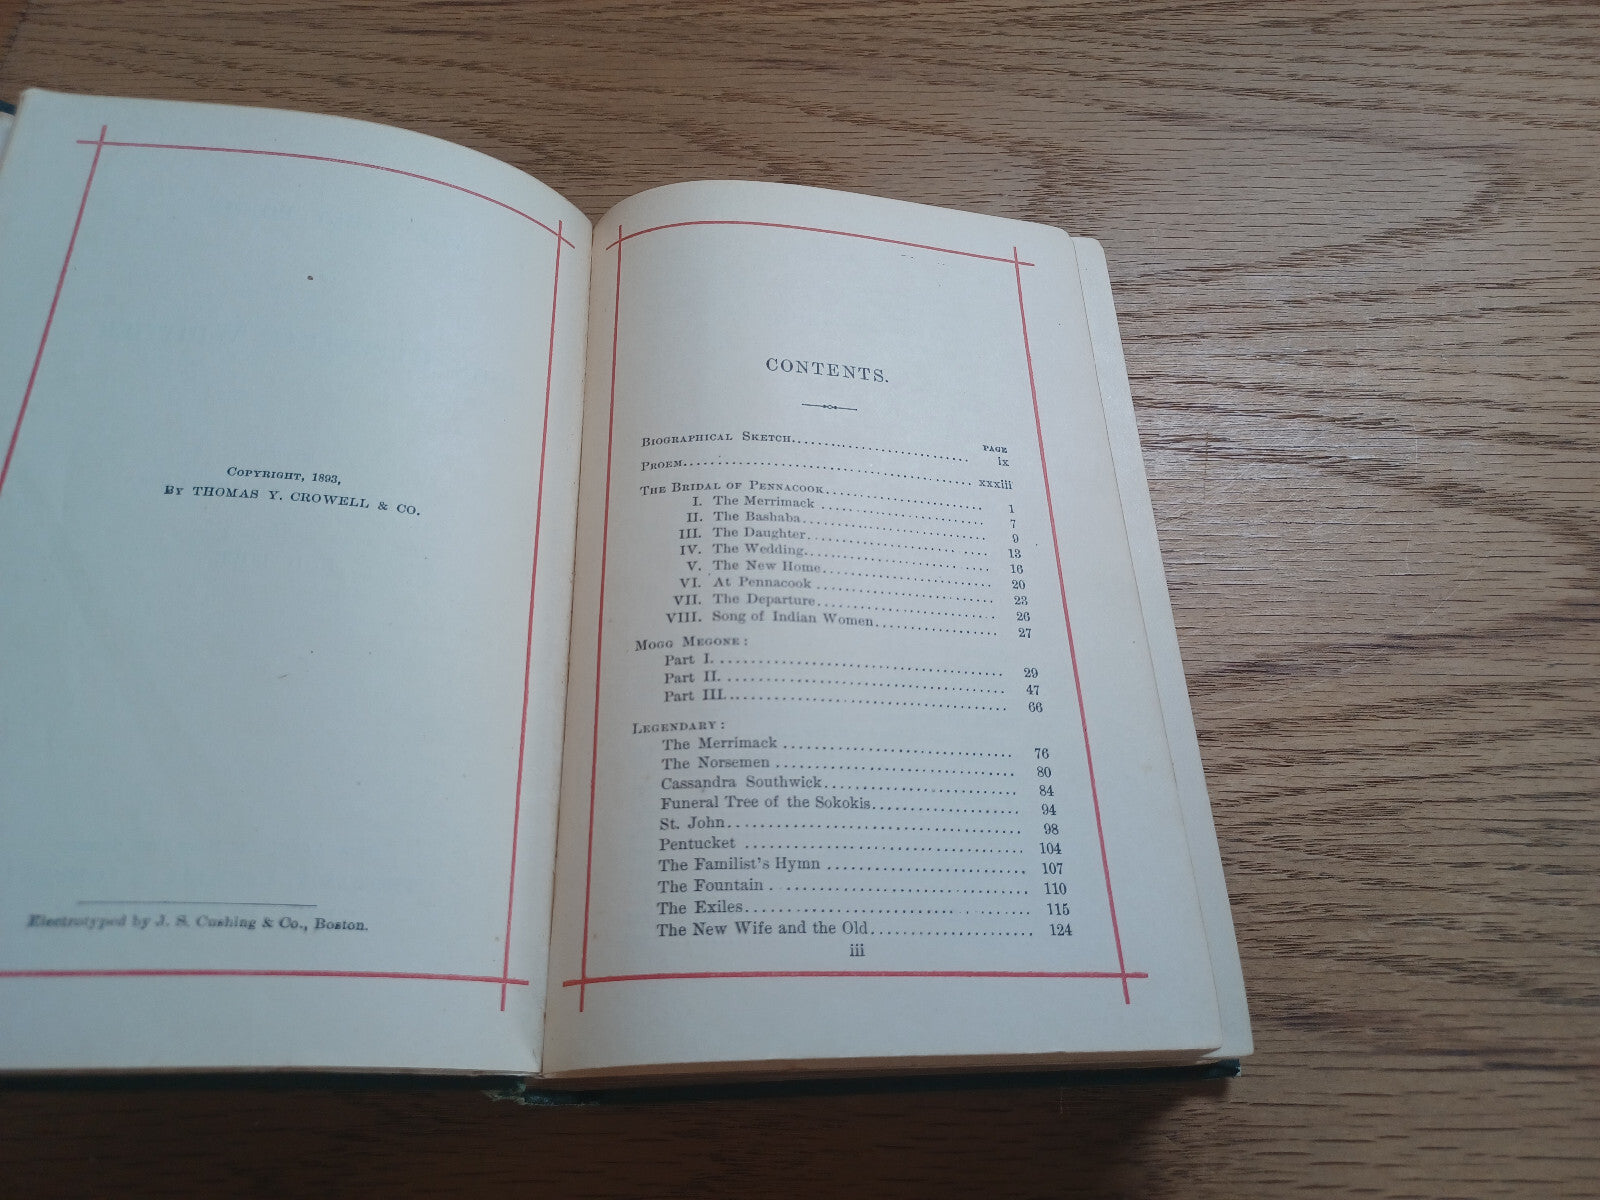 COPYRIGHT, 1893,
BY THOMAS Y. CROWELL & CO.
Electrotyped by J. S. Cushing & Co., Boston.
CONTENTS.
PAGE
BIOGRAPHICAL SKETCH........................ ix
PROEM........................ xxxiii
THE BRIDAL OF PENNACOOK........................ 1
I. The Merrimack ........................ 7
II. The Bashaba........................ 9
III. The Daughter........................ 13
IV. The Wedding........................ 16
V. The New Home........................ 20
VI. At Pennacook ........................ 23
VII. The Departure........................ 26
VIII. Song of Indian Women........................ 27
MOGG MEGONE:
Part I. ........................ 29
Part II. ........................ 47
Part III. ........................ 66
LEGENDARY:
The Merrimack ........................ 76
The Norsemen ........................ 80
Cassandra Southwick........................ 84
Funeral Tree of the Sokokis........................ 94
St. John........................ 98
Pentucket ........................ 104
The Familist's Hymn ........................ 107
The Fountain ........................ 110
The Exiles........................ 115
The New Wife and the Old........................ 124
iii